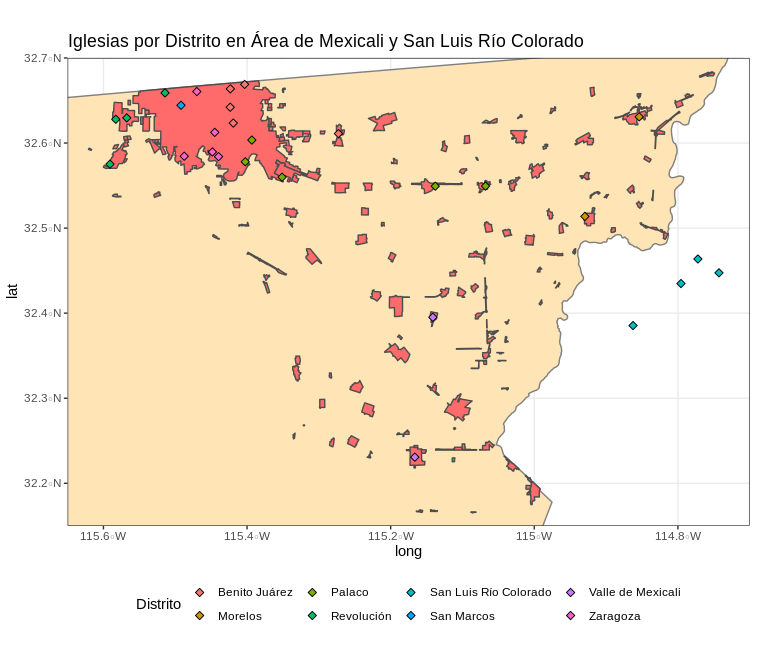 Iglesias por Distrito en Área de Mexicali y San Luis Río Colorado
32.7°N
32.6°N
32.5°N
32.4°N
32.3°N
32.2°N
lat
115.6°W 115.4°W 115.2°W 115°W 114.8°W
long
Distrito
Benito Juárez Palaco San Luis Río Colorado Valle de Mexicali
Morelos Revolución San Marcos Zaragoza